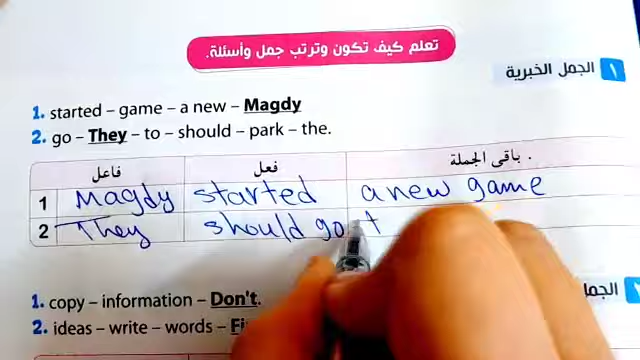 تعلم كيف تكون وترتب جمل وأسئلة.
١ الجمل الخبرية
1. started – game – a new – Magdy
2. go – They – to – should – park – the.
فاعل فعل باقى الجملة .
1 Magdy started a new game
2 They should go t
الجمل
1. copy – information – Don't.
2. ideas – write – words –